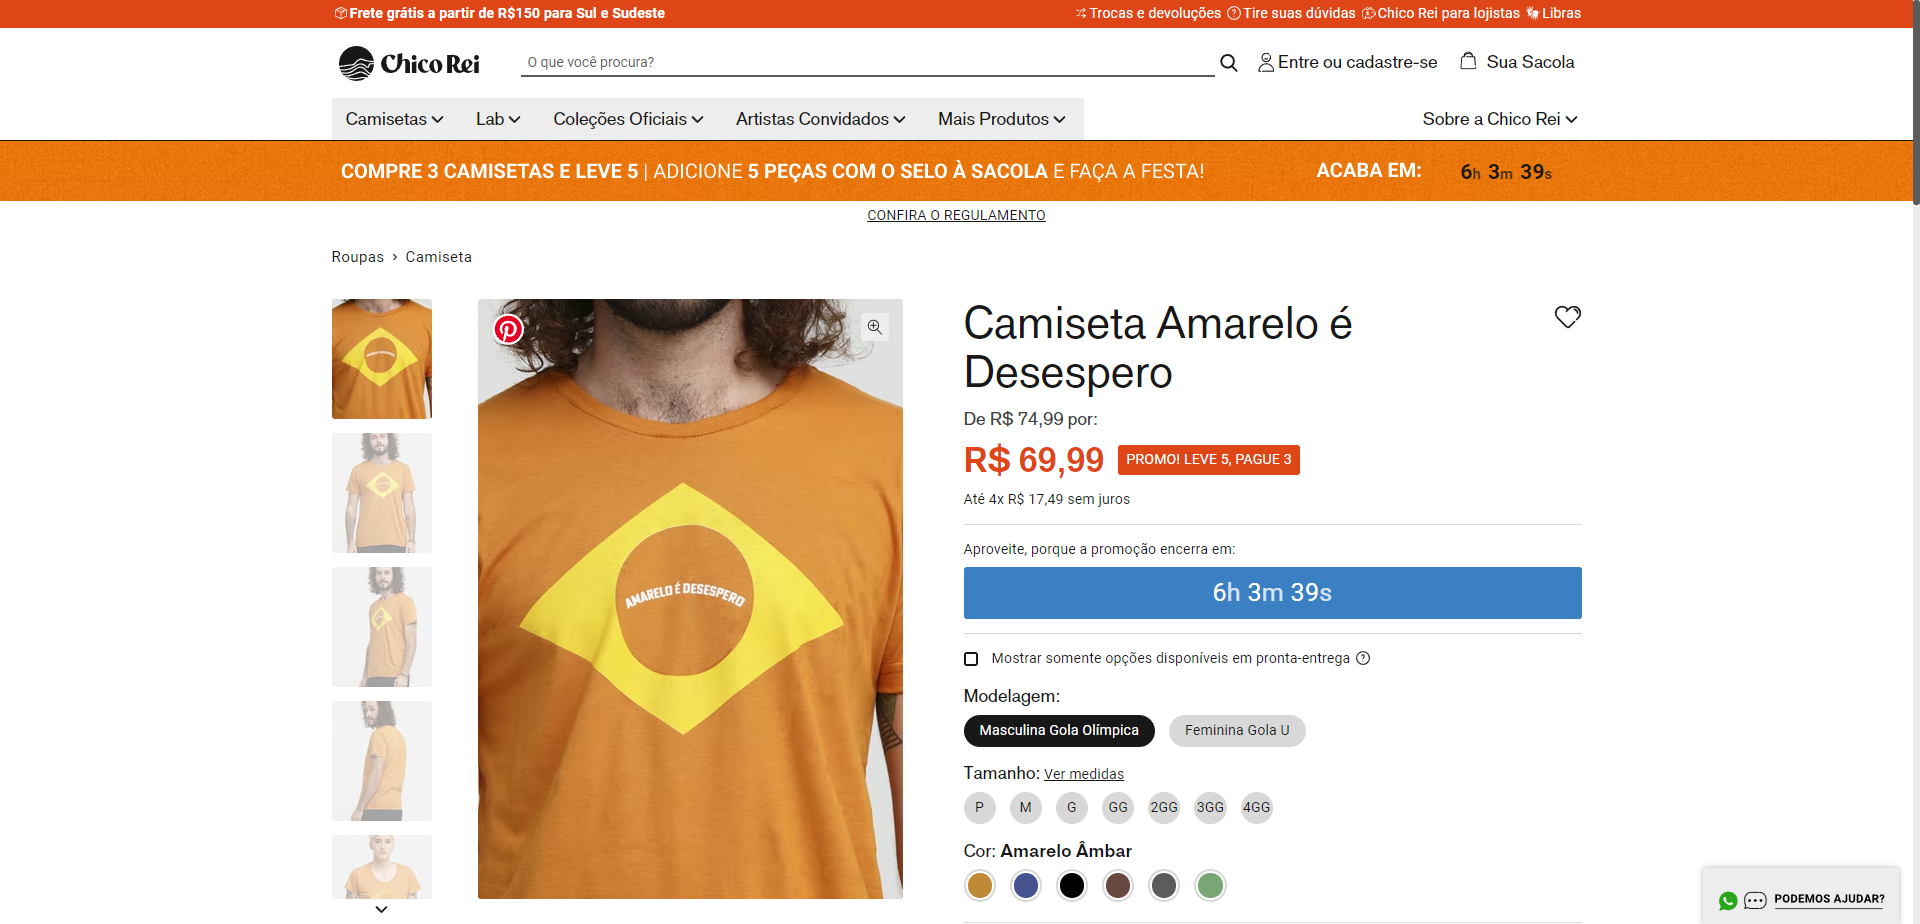 Frete grátis a partir de R$150 para Sul e Sudeste
Trocas e devoluções
Tire suas dúvidas
Chico Rei para lojistas
Libras
Chico Rei
O que você procura?
Entre ou cadastre-se
Sua Sacola
Camisetas
Lab
Coleções Oficiais
Artistas Convidados
Mais Produtos
Sobre a Chico Rei
COMPRE 3 CAMISETAS E LEVE 5 | ADICIONE 5 PEÇAS COM O SELO À SACOLA E FAÇA A FESTA!
ACABA EM:
6h 3m 39s
CONFIRA O REGULAMENTO
Roupas › Camiseta
AMARELO É DESESPERO
Camiseta Amarelo é
Desespero
De R$ 74,99 por:
R$ 69,99
PROMO! LEVE 5, PAGUE 3
Até 4x R$ 17,49 sem juros
Aproveite, porque a promoção encerra em:
6h 3m 39s
Mostrar somente opções disponíveis em pronta-entrega
Modelagem:
Masculina Gola Olímpica
Feminina Gola U
Tamanho: Ver medidas
P
M
G
GG
2GG
3GG
4GG
Cor: Amarelo Âmbar
PODEMOS AJUDAR?